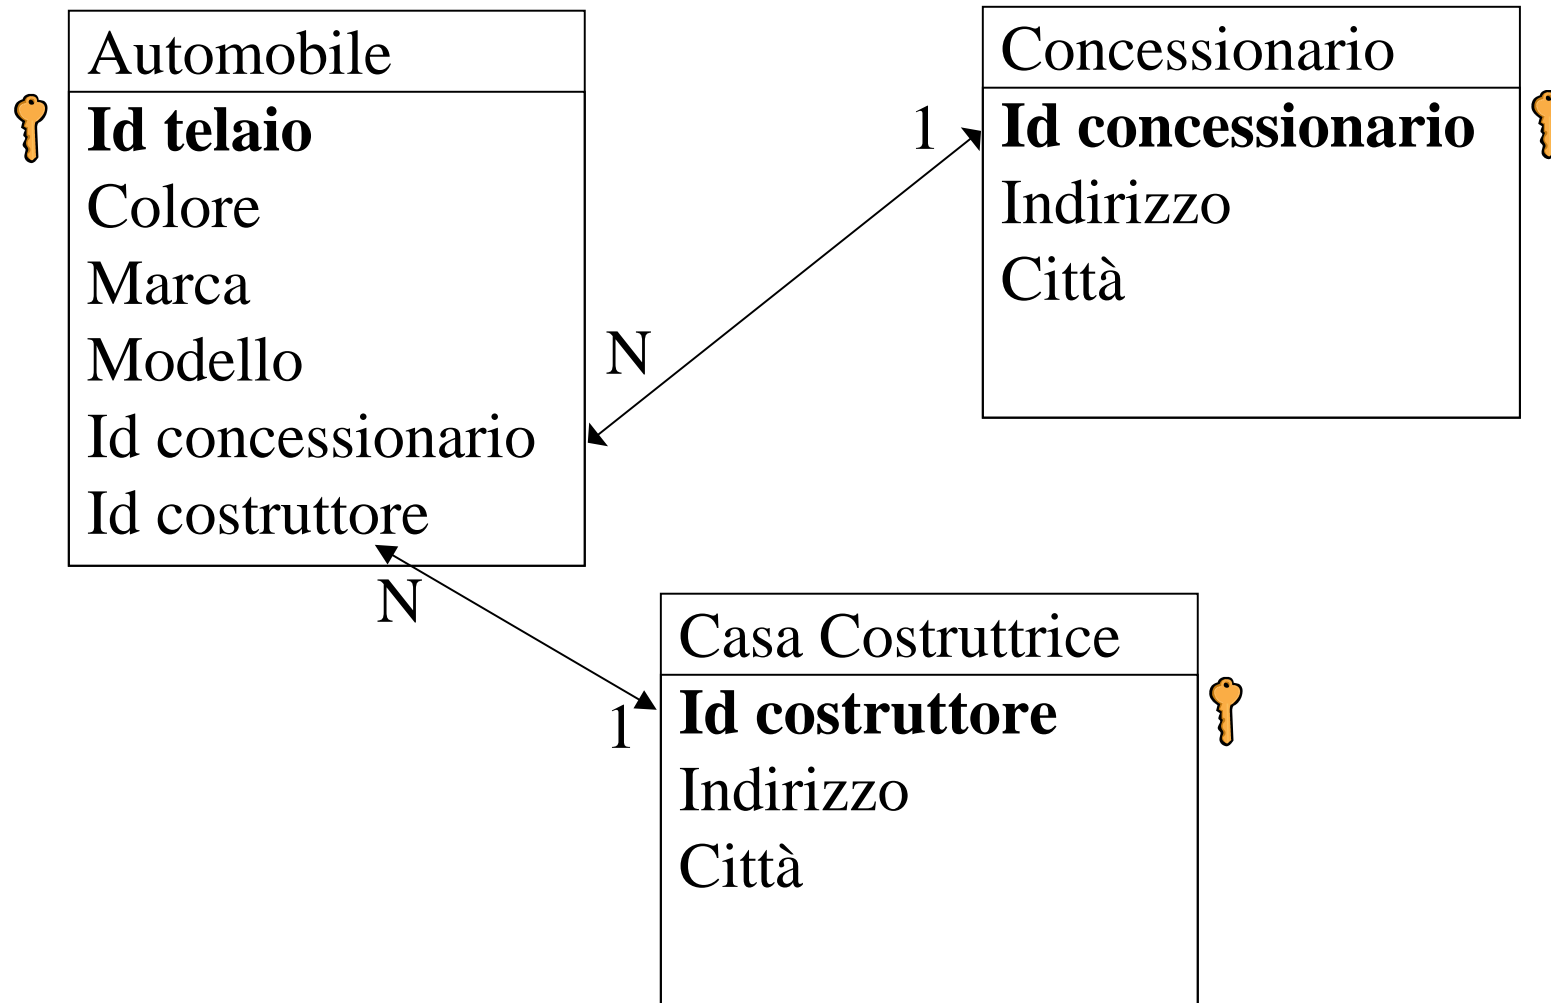 Automobile
Id telaio
Colore
Marca
Modello
Id concessionario
Id costruttore
N
1
Concessionario
Id concessionario
Indirizzo
Città
N
1
Casa Costruttrice
Id costruttore
Indirizzo
Città